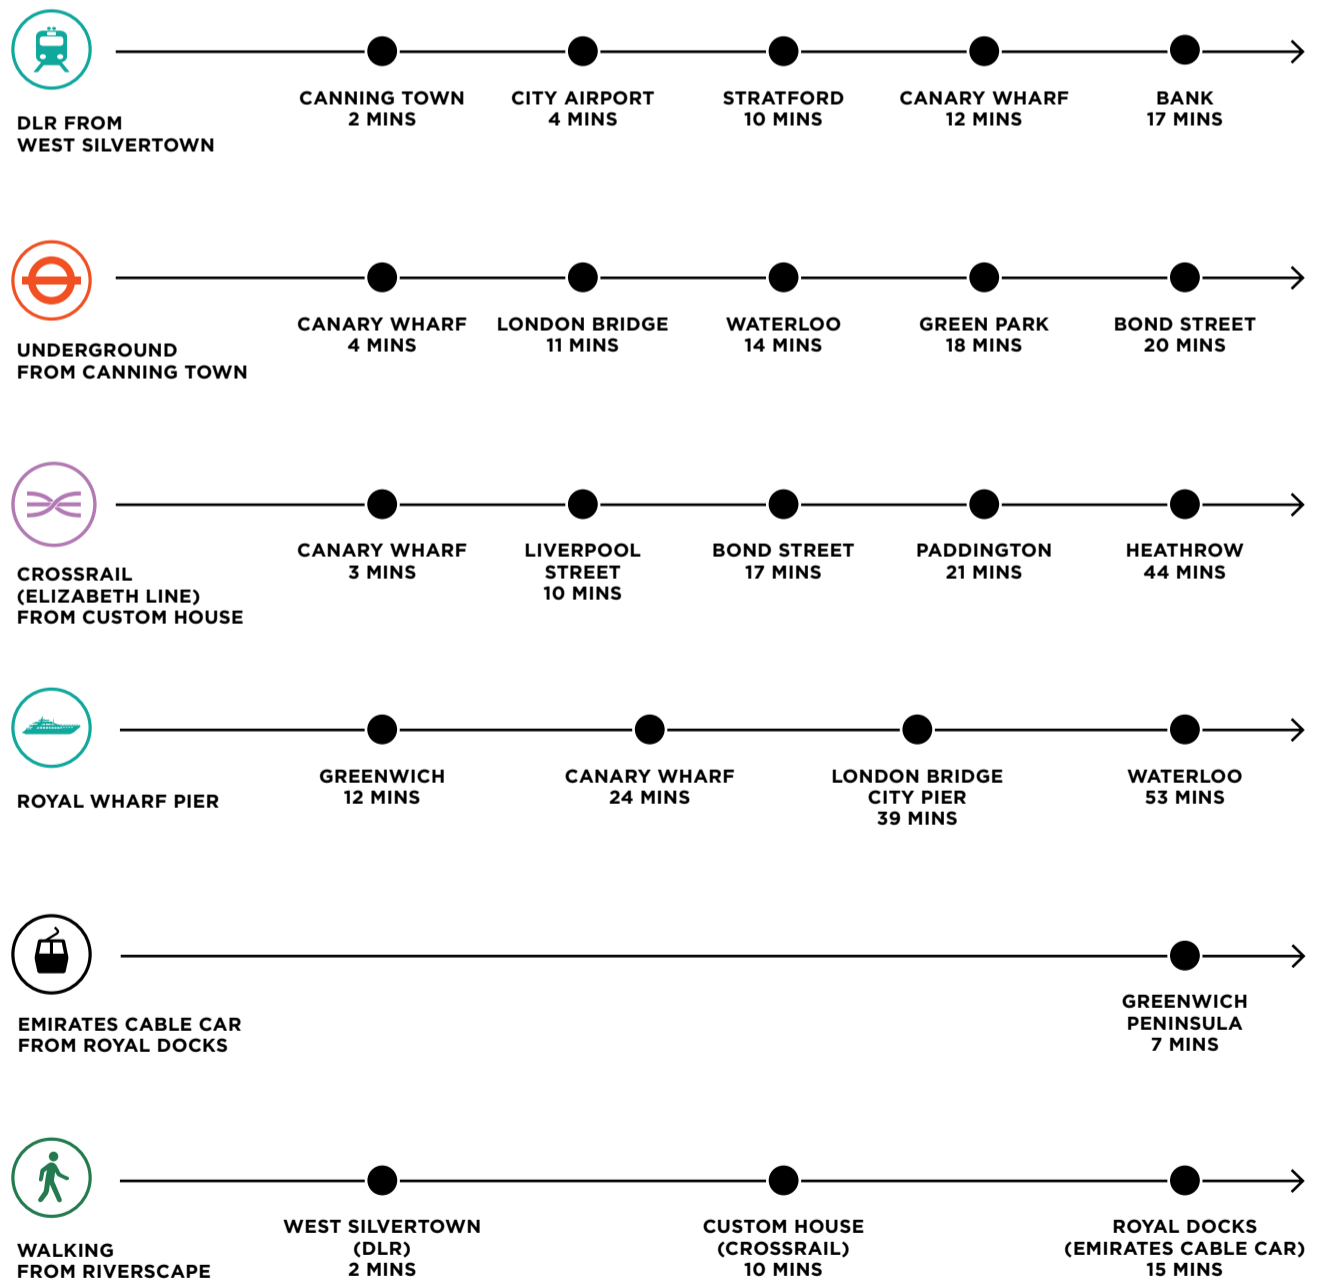 DLR FROM
WEST SILVERTOWN
CANNING TOWN
2 MINS
CITY AIRPORT
4 MINS
STRATFORD
10 MINS
CANARY WHARF
12 MINS
BANK
17 MINS
UNDERGROUND
FROM CANNING TOWN
CANARY WHARF
4 MINS
LONDON BRIDGE
11 MINS
WATERLOO
14 MINS
GREEN PARK
18 MINS
BOND STREET
20 MINS
CROSSRAIL
(ELIZABETH LINE)
FROM CUSTOM HOUSE
CANARY WHARF
3 MINS
LIVERPOOL
STREET
10 MINS
BOND STREET
17 MINS
PADDINGTON
21 MINS
HEATHROW
44 MINS
ROYAL WHARF PIER
GREENWICH
12 MINS
CANARY WHARF
24 MINS
LONDON BRIDGE
CITY PIER
39 MINS
WATERLOO
53 MINS
EMIRATES CABLE CAR
FROM ROYAL DOCKS
GREENWICH
PENINSULA
7 MINS
WALKING
FROM RIVERSCAPE
WEST SILVERTOWN
(DLR)
2 MINS
CUSTOM HOUSE
(CROSSRAIL)
10 MINS
ROYAL DOCKS
(EMIRATES CABLE CAR)
15 MINS